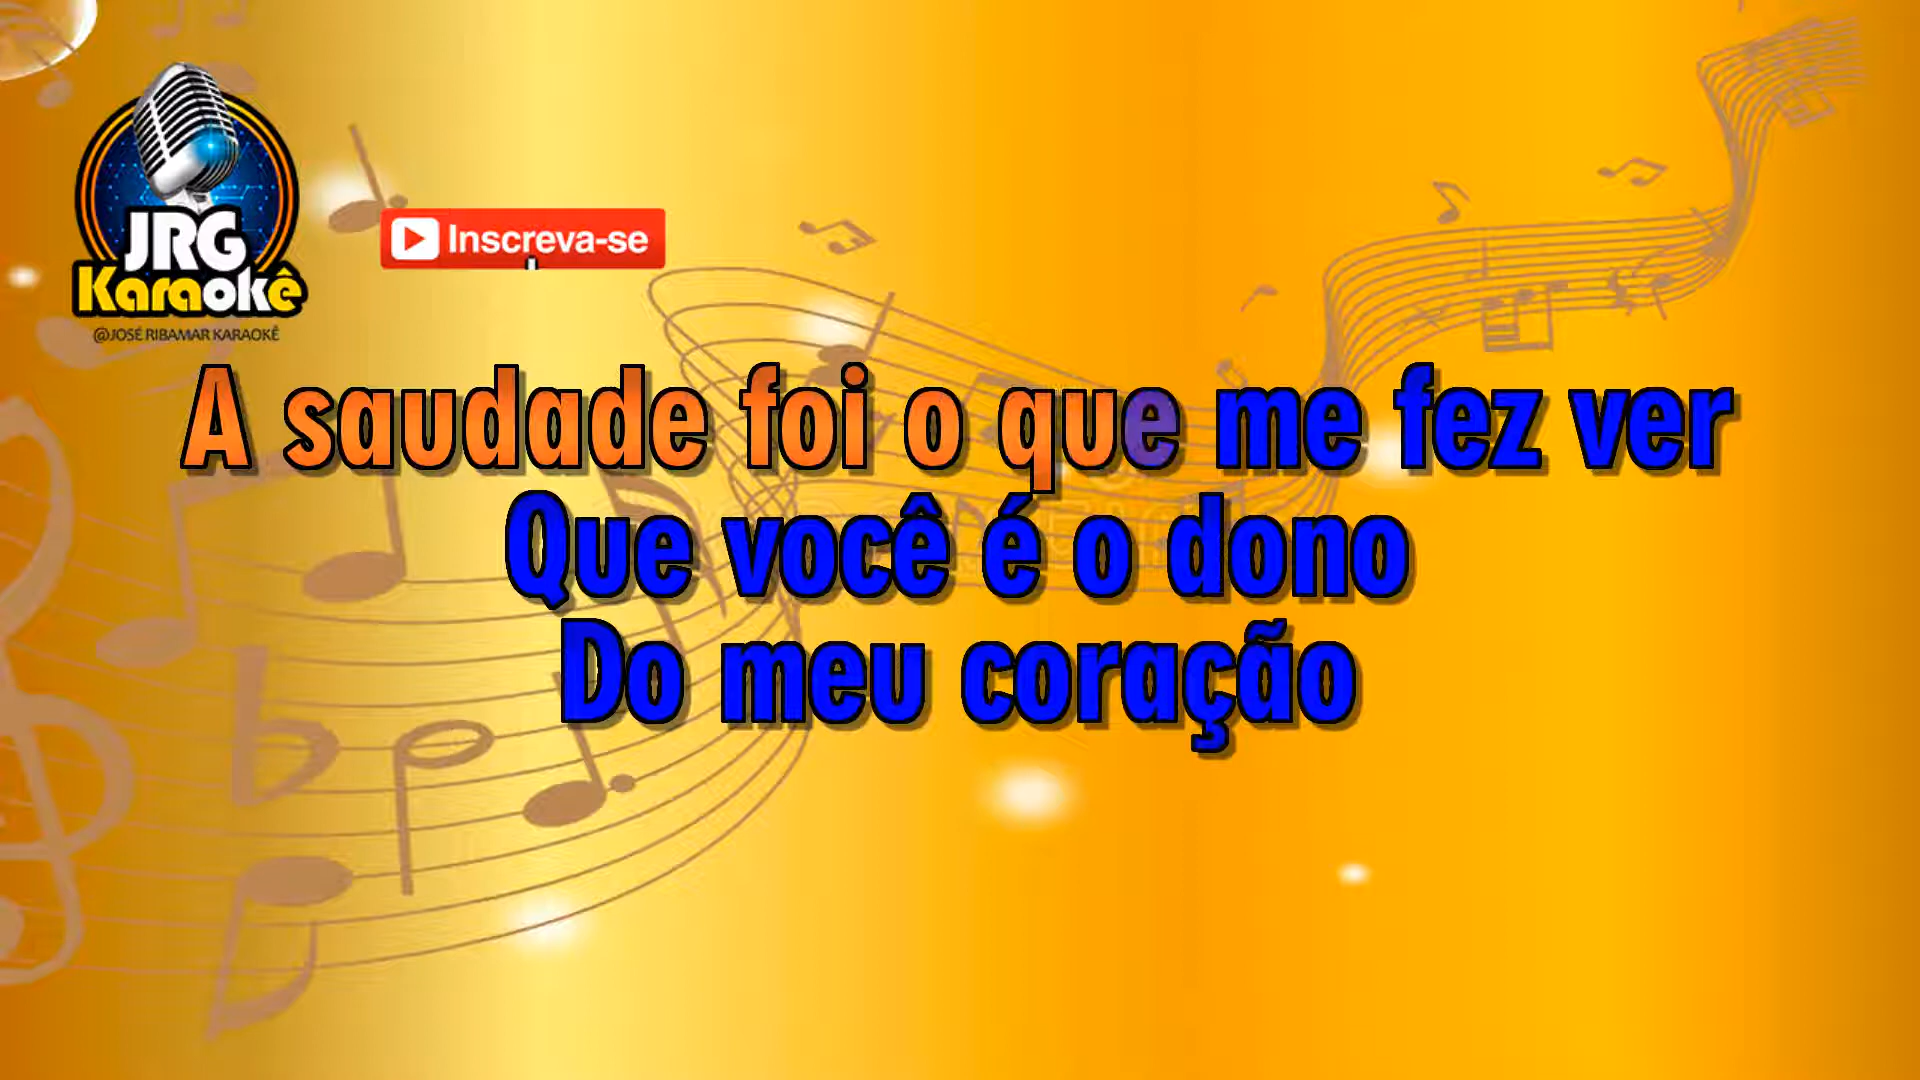 JRG
Karaokê
@JOSÉ RIBAMAR KARAOKÊ
Inscreva-se
A saudade foi o que me fez ver
Que você é o dono
Do meu coração